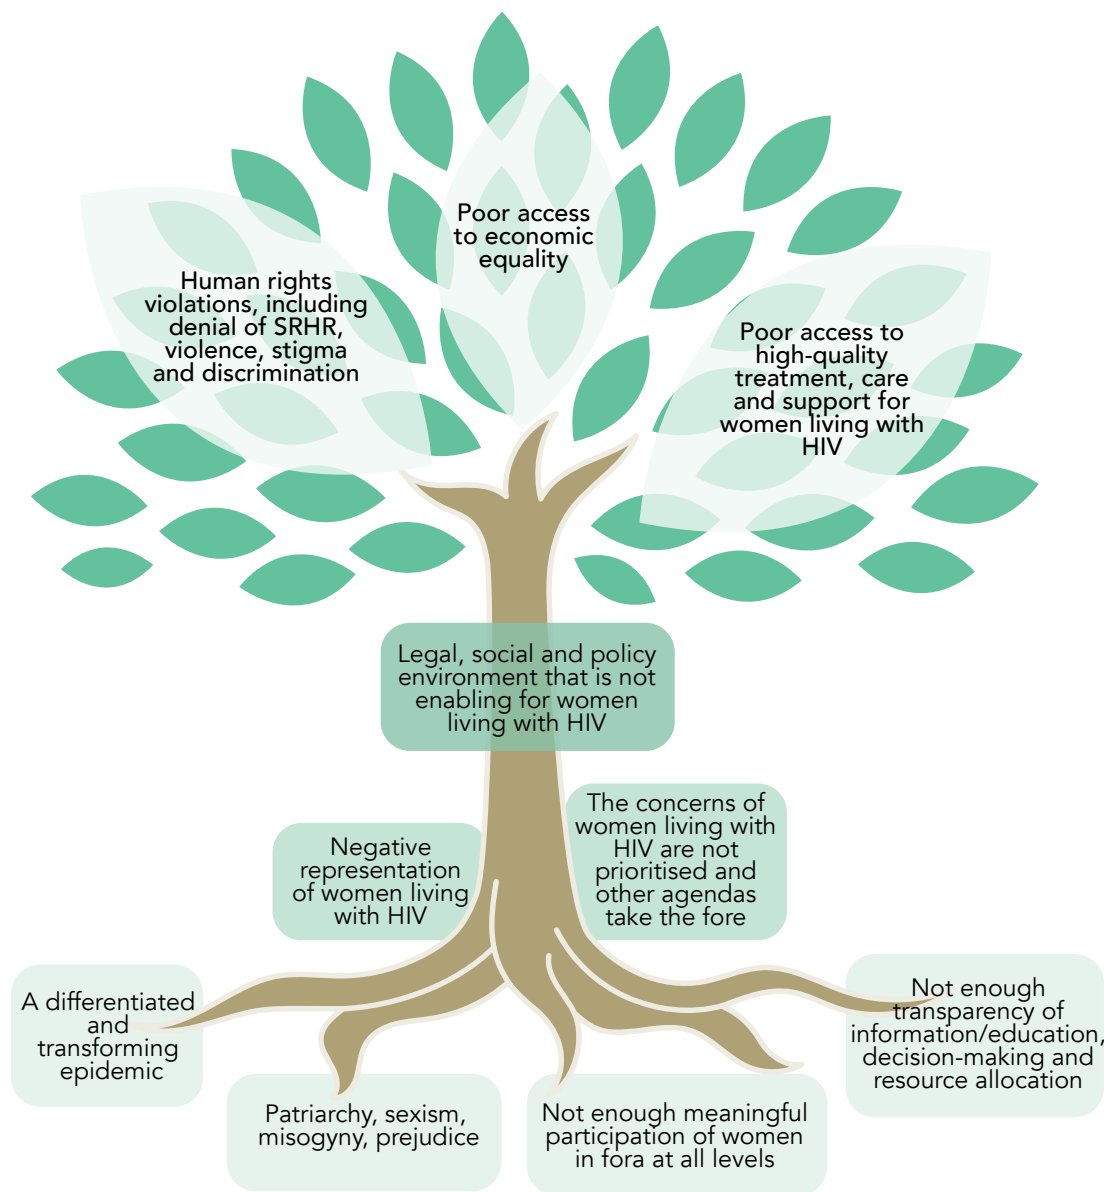 Poor access
to economic
equality
Human rights
violations, including
denial of SRHR,
violence, stigma
and discrimination
Poor access to
high-quality
treatment, care
and support for
women living with
HIV
Legal, social and policy
environment that is not
enabling for women
living with HIV
The concerns of
women living with
HIV are not
prioritised and
other agendas
take the fore
Negative
representation
of women living
with HIV
A differentiated
and
transforming
epidemic
Not enough
transparency of
information/education,
decision-making and
resource allocation
Patriarchy, sexism,
misogyny, prejudice
Not enough meaningful
participation of women
in fora at all levels